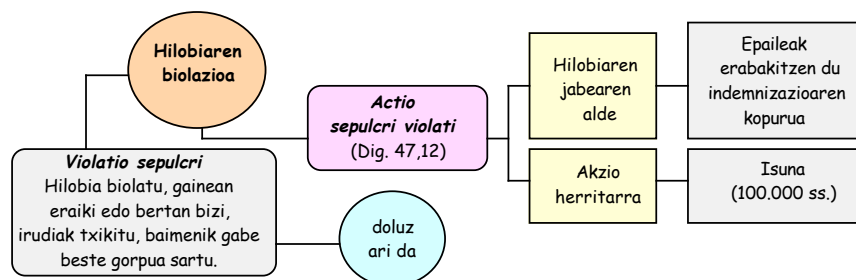 Hilobiaren
biolazioa
Violatio sepulcri
Hilobia biolatu, gainean
eraiki edo bertan bizi,
irudiak txikitu, baimenik gabe
beste gorpua sartu.
doluz
ari da
Actio
sepulcri violati
(Dig. 47,12)
Hilobiaren
jabearen
alde
Epaileak
erabakitzen du
indemnizazioaren
kopurua
Akzio
herritarra
Isuna
(100.000 ss.)